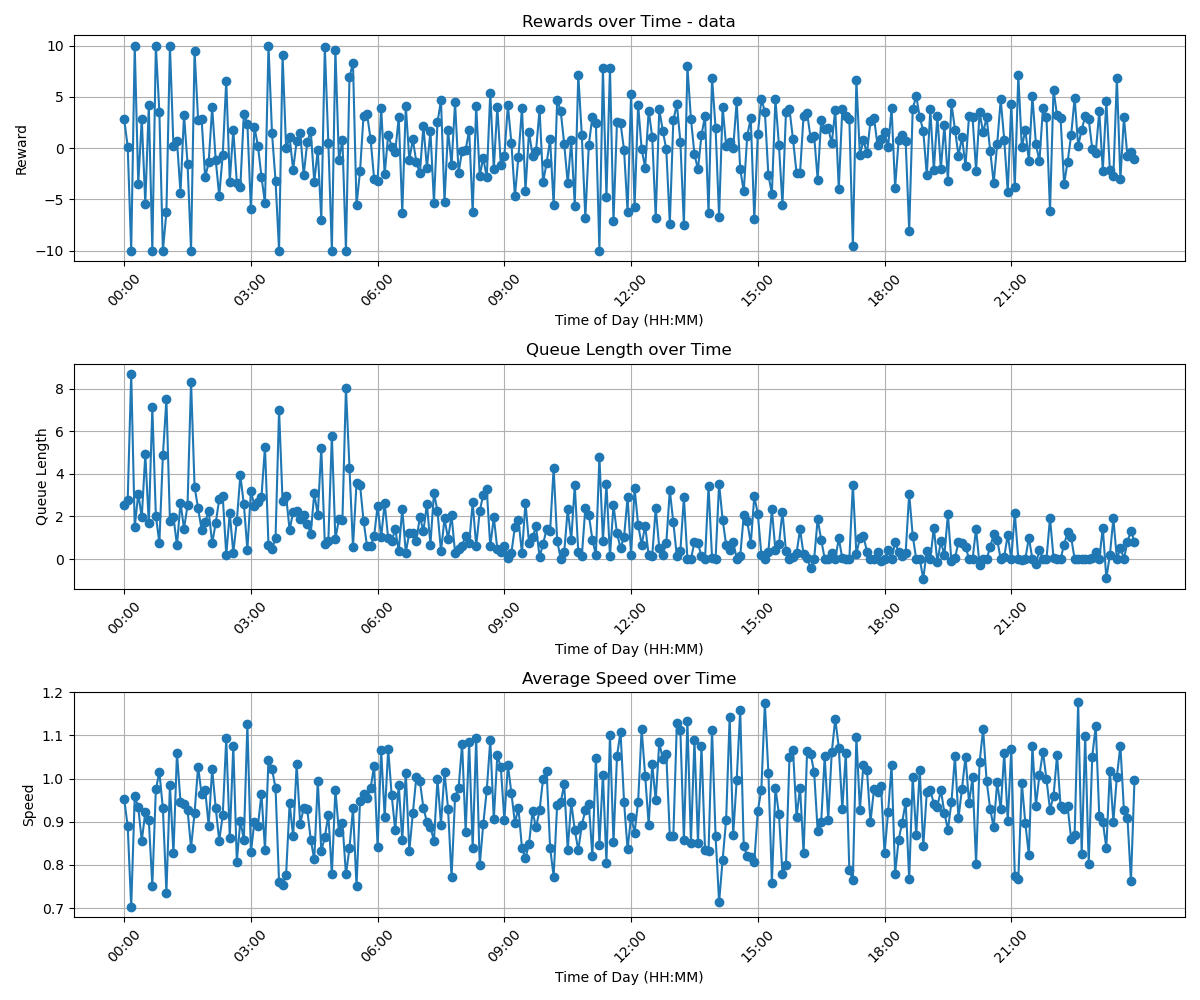 Rewards over Time - data
10
5
0
−5
−10
Reward
00:00 03:00 06:00 09:00 12:00 15:00 18:00 21:00
Time of Day (HH:MM)
Queue Length over Time
8
6
4
2
0
Queue Length
00:00 03:00 06:00 09:00 12:00 15:00 18:00 21:00
Time of Day (HH:MM)
Average Speed over Time
1.2
1.1
1.0
0.9
0.8
0.7
Speed
00:00 03:00 06:00 09:00 12:00 15:00 18:00 21:00
Time of Day (HH:MM)